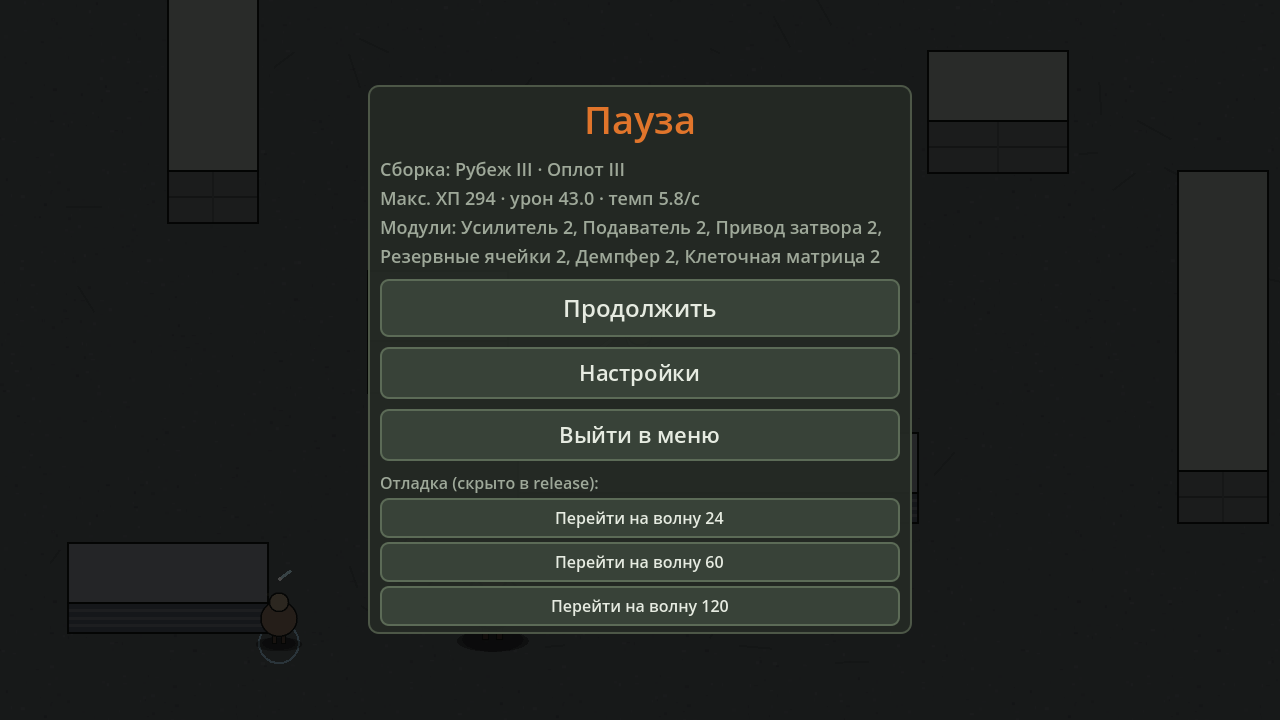 Пауза
Сборка: Рубеж III · Оплот III
Макс. ХП 294 · урон 43.0 · темп 5.8/с
Модули: Усилитель 2, Подаватель 2, Привод затвора 2,
Резервные ячейки 2, Демпфер 2, Клеточная матрица 2
Продолжить
Настройки
Выйти в меню
Отладка (скрыто в release):
Перейти на волну 24
Перейти на волну 60
Перейти на волну 120